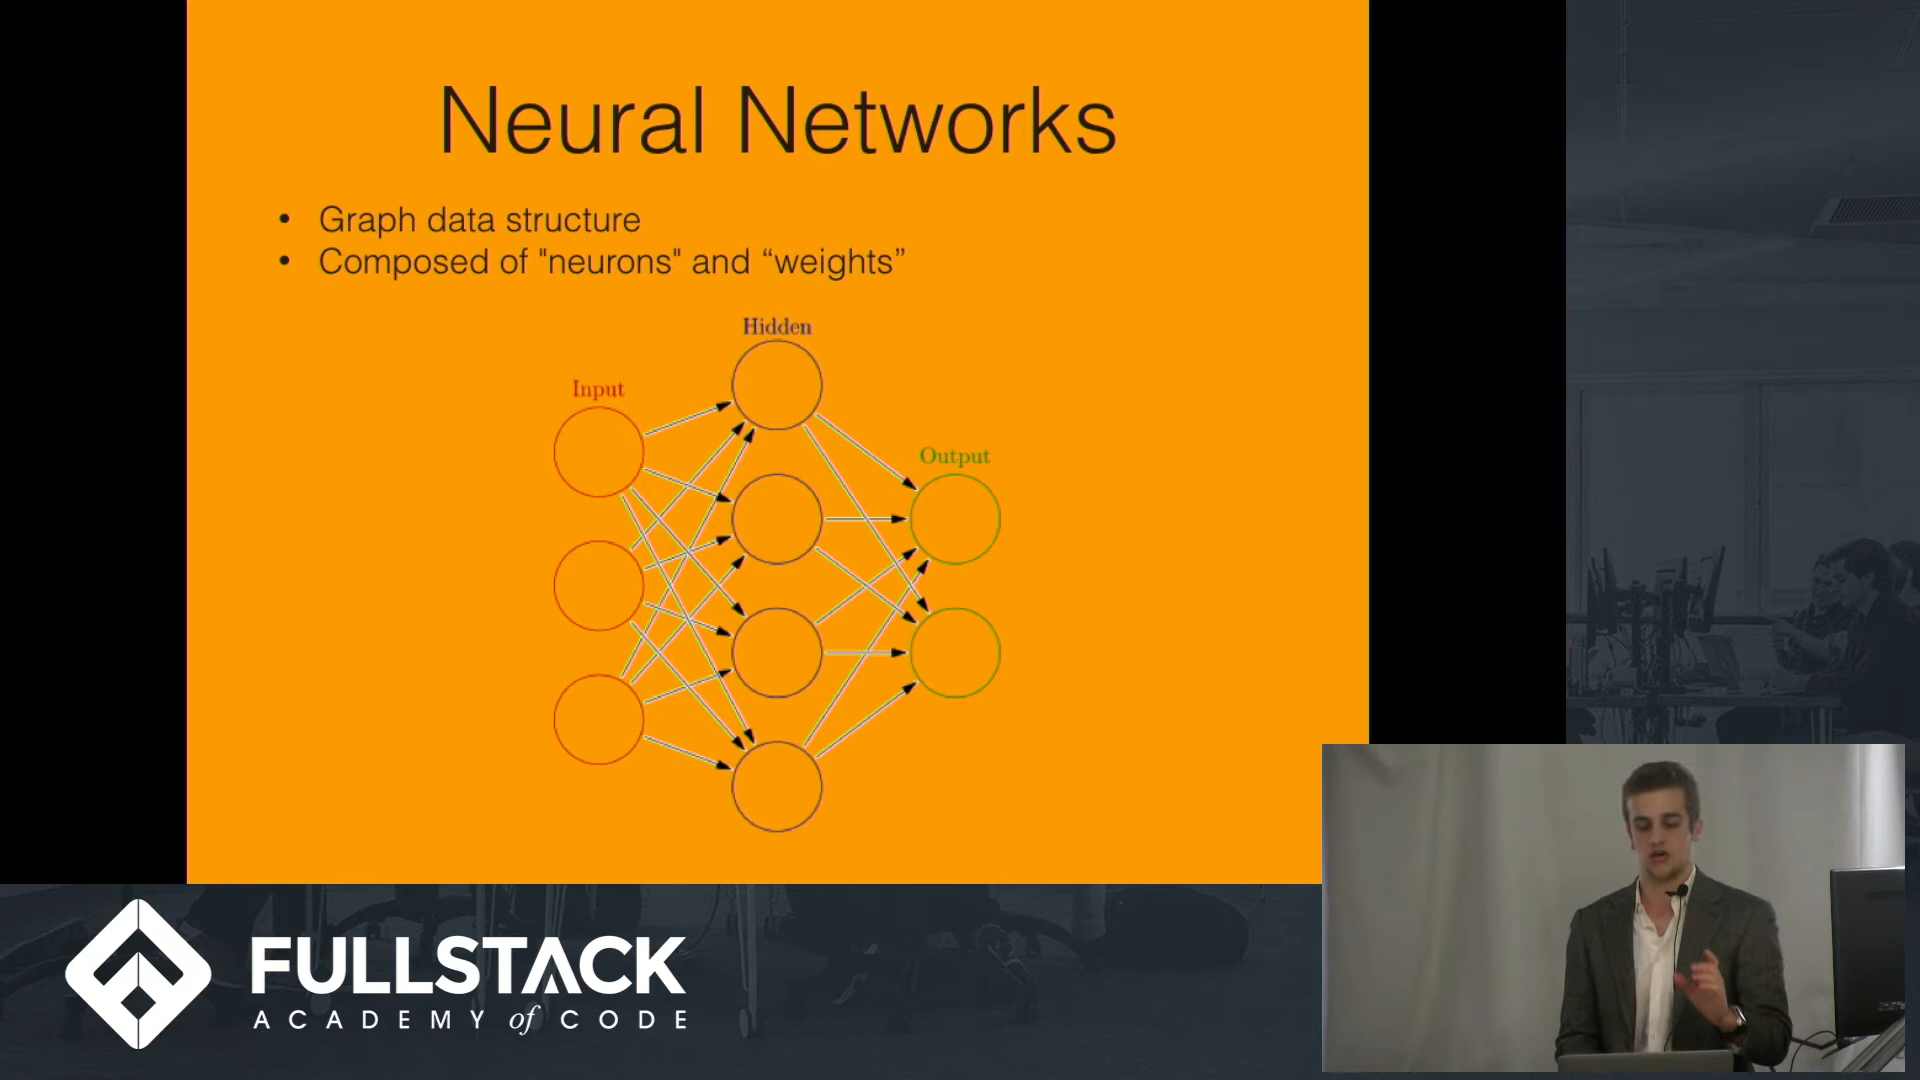 Neural Networks
• Graph data structure
• Composed of "neurons" and “weights”
Hidden
Input
Output
FULLSTACK
ACADEMY of CODE